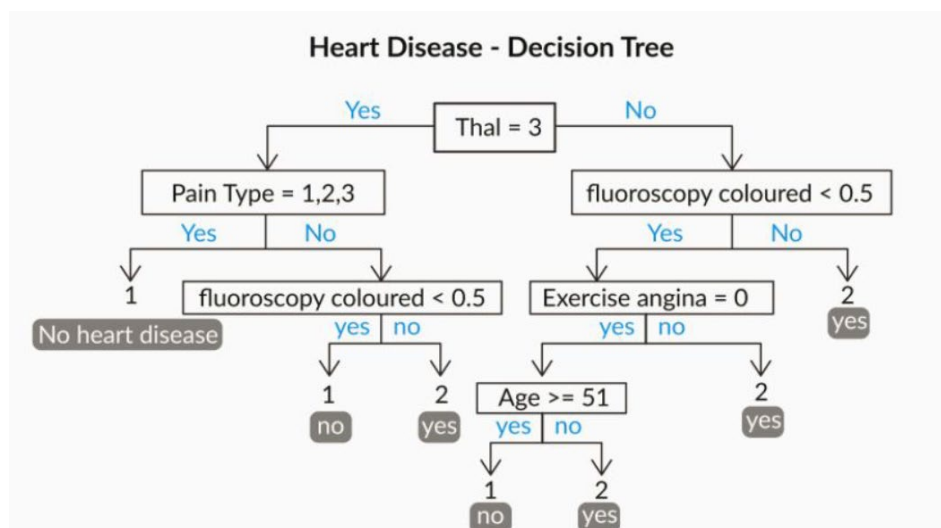 Heart Disease - Decision Tree
Yes
No
Thal = 3
Pain Type = 1,2,3
fluoroscopy coloured < 0.5
Yes
No
Yes
No
1
No heart disease
fluoroscopy coloured < 0.5
Exercise angina = 0
2
yes
yes
no
yes
no
1
no
2
yes
Age >= 51
2
yes
yes
no
1
no
2
yes